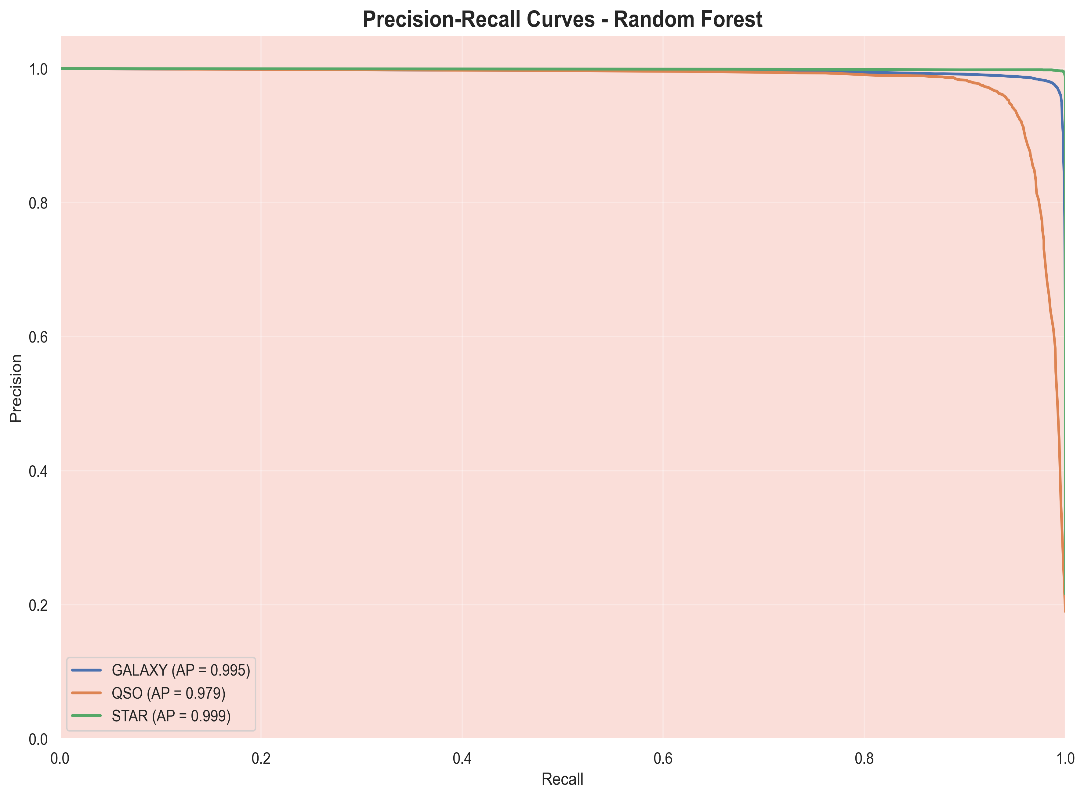 Precision-Recall Curves - Random Forest
1.0
0.8
0.6
0.4
0.2
0.0
Precision
GALAXY (AP = 0.995)
QSO (AP = 0.979)
STAR (AP = 0.999)
0.0 0.2 0.4 0.6 0.8 1.0
Recall